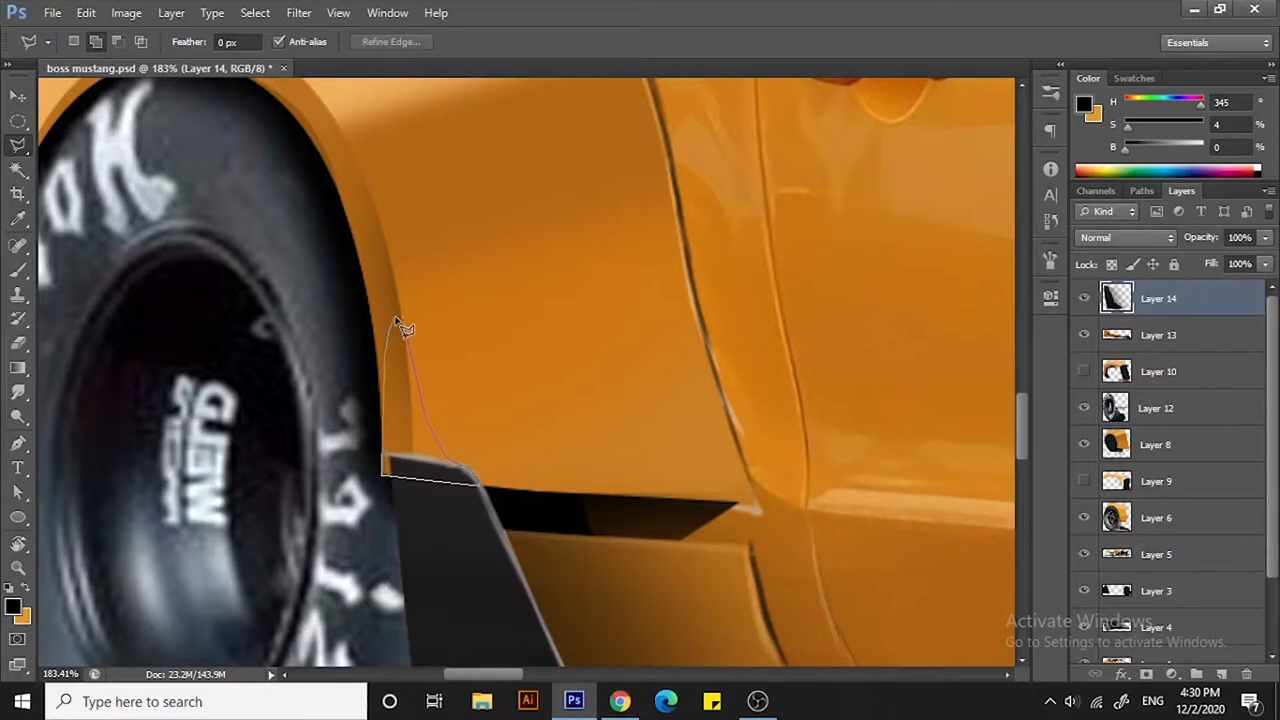 Ps File Edit Image Layer Type Select Filter View Window Help
Feather: 0 px Anti-alias Refine Edge... Essentials
boss mustang.psd @ 183% (Layer 14, RGB/8) *
Color Swatches
H 345 °
S 4 %
B 0 %
Channels Paths Layers
Kind
Normal Opacity: 100%
Lock: Fill: 100%
Layer 14
Layer 13
Layer 10
Layer 12
Layer 8
Layer 9
Layer 6
Layer 5
Layer 3
Layer 4
Activate Windows
Go to Settings to activate Windows.
183.41% Doc: 23.2M/143.9M
Type here to search
Ai Ps
ENG
4:30 PM
12/2/2020
7